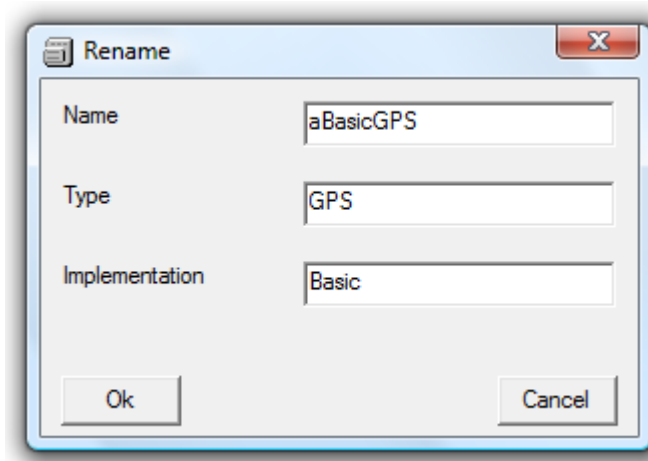 Rename
Name aBasicGPS
Type GPS
Implementation Basic
Ok Cancel